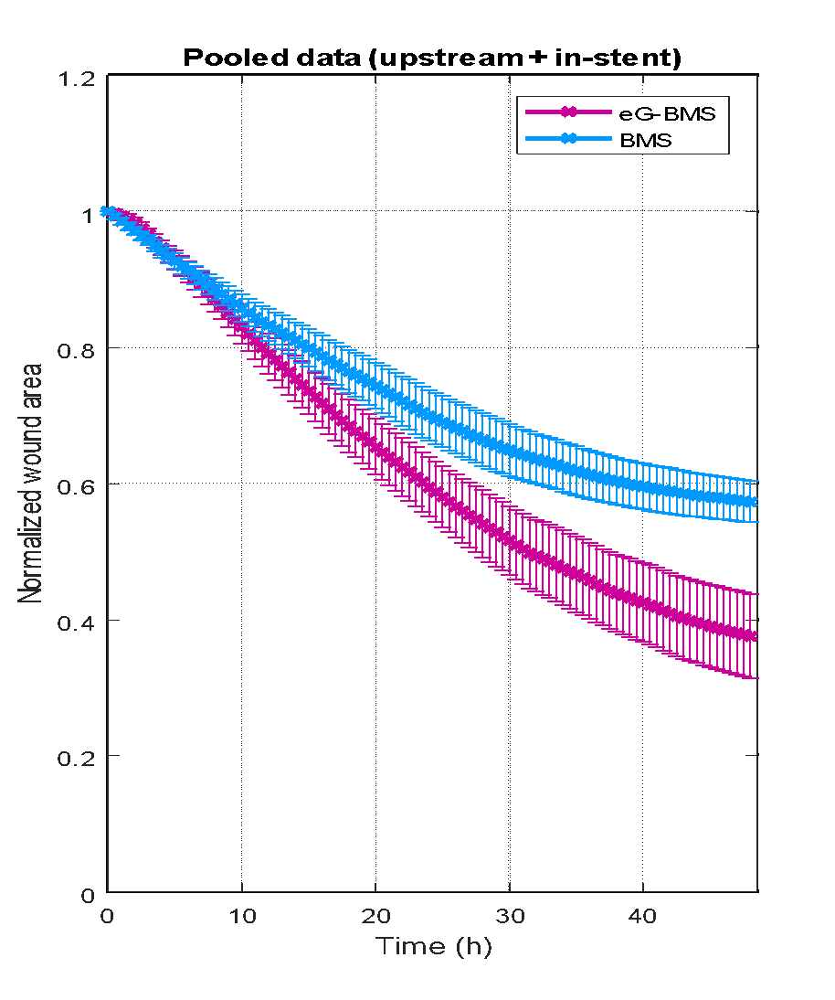 Pooled data (upstream + in-stent)
eG-BMS
BMS
1.2
1
0.8
0.6
0.4
0.2
0
Normalized wound area
0 10 20 30 40
Time (h)